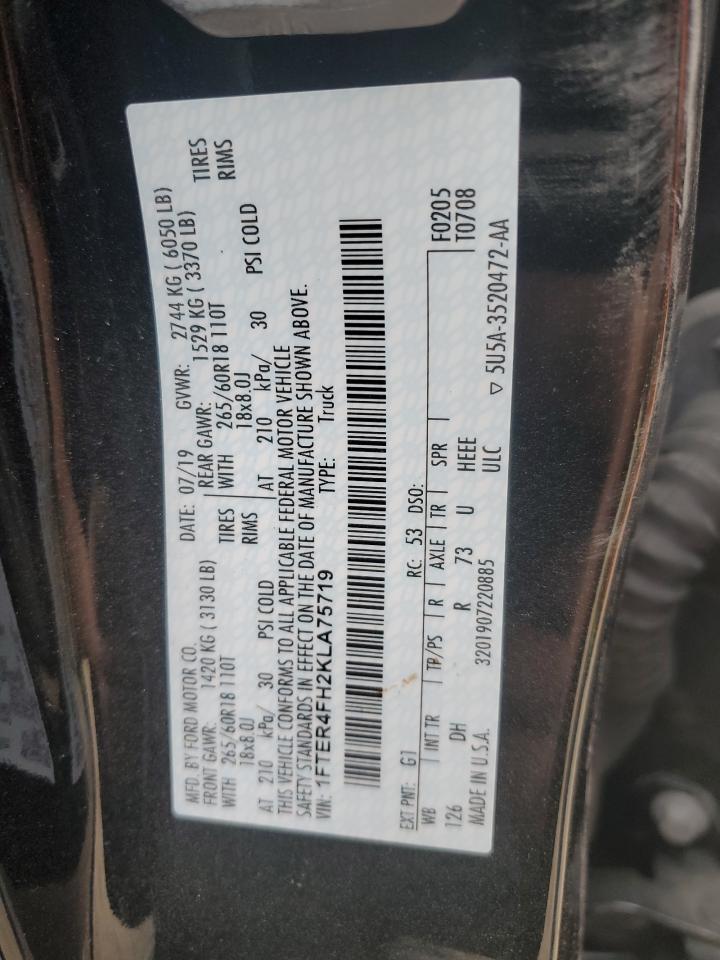 MFD. BY FORD MOTOR CO. DATE: 07/19 GVWR: 2744 KG ( 6050 LB)
FRONT GAWR: 1420 KG ( 3130 LB) REAR GAWR: 1529 KG ( 3370 LB)
WITH 265/60R18 110T TIRES WITH 265/60R18 110T TIRES
18x8.0J RIMS 18x8.0J RIMS
AT 210 kPa/ 30 PSI COLD AT 210 kPa/ 30 PSI COLD
THIS VEHICLE CONFORMS TO ALL APPLICABLE FEDERAL MOTOR VEHICLE
SAFETY STANDARDS IN EFFECT ON THE DATE OF MANUFACTURE SHOWN ABOVE.
VIN: 1FTER4FH2KLA75719 TYPE: Truck
EXT PNT: G1 RC: 53 DSO:
WB INT TR TP/PS R AXLE TR SPR F0205
126 DH R 73 U HEEE T0708
MADE IN U.S.A. 3201907220885 ULC
▽ 5U5A-3520472-AA